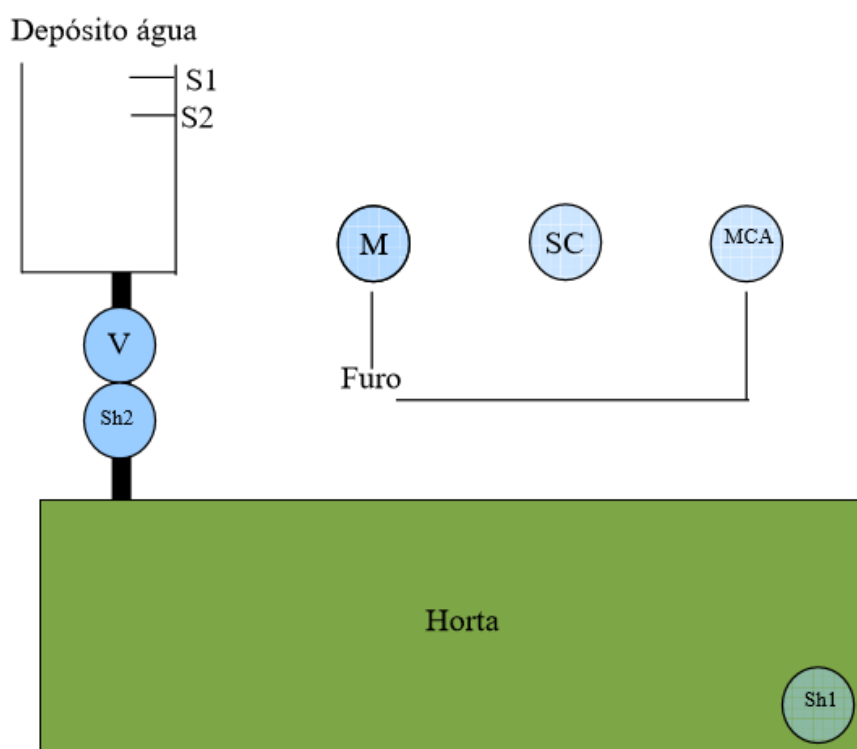 Depósito água
S1
S2
M
SC
MCA
V
Furo
Sh2
Horta
Sh1